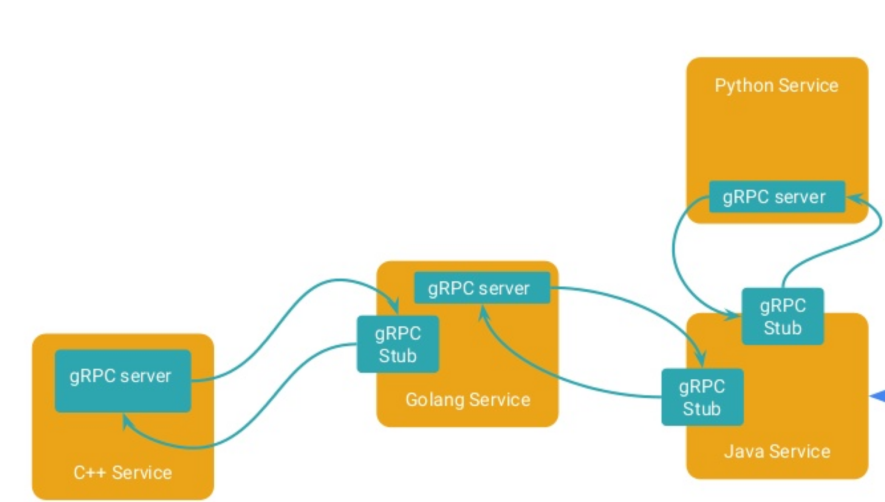 Python Service
gRPC server
gRPC
Stub
Java Service
gRPC
Stub
gRPC server
gRPC
Stub
Golang Service
gRPC server
C++ Service